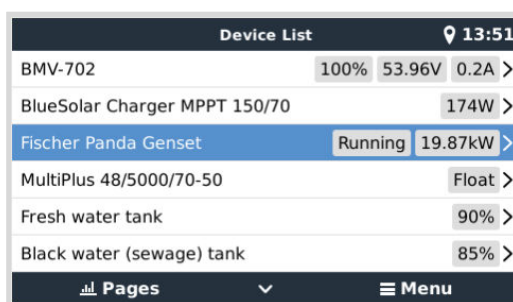 Device List 13:51
BMV-702 100% 53.96V 0.2A
BlueSolar Charger MPPT 150/70 174W
Fischer Panda Genset Running 19.87kW
MultiPlus 48/5000/70-50 Float
Fresh water tank 90%
Black water (sewage) tank 85%
Pages Menu